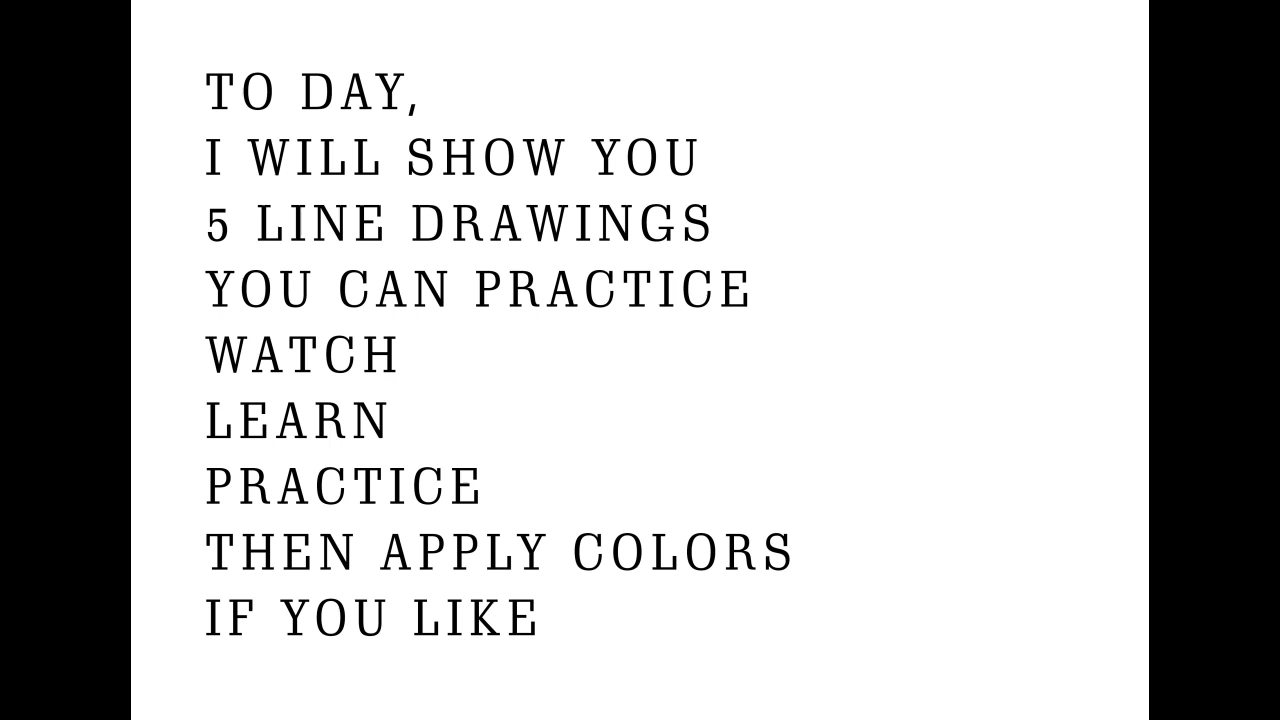 TO DAY,
I WILL SHOW YOU
5 LINE DRAWINGS
YOU CAN PRACTICE
WATCH
LEARN
PRACTICE
THEN APPLY COLORS
IF YOU LIKE